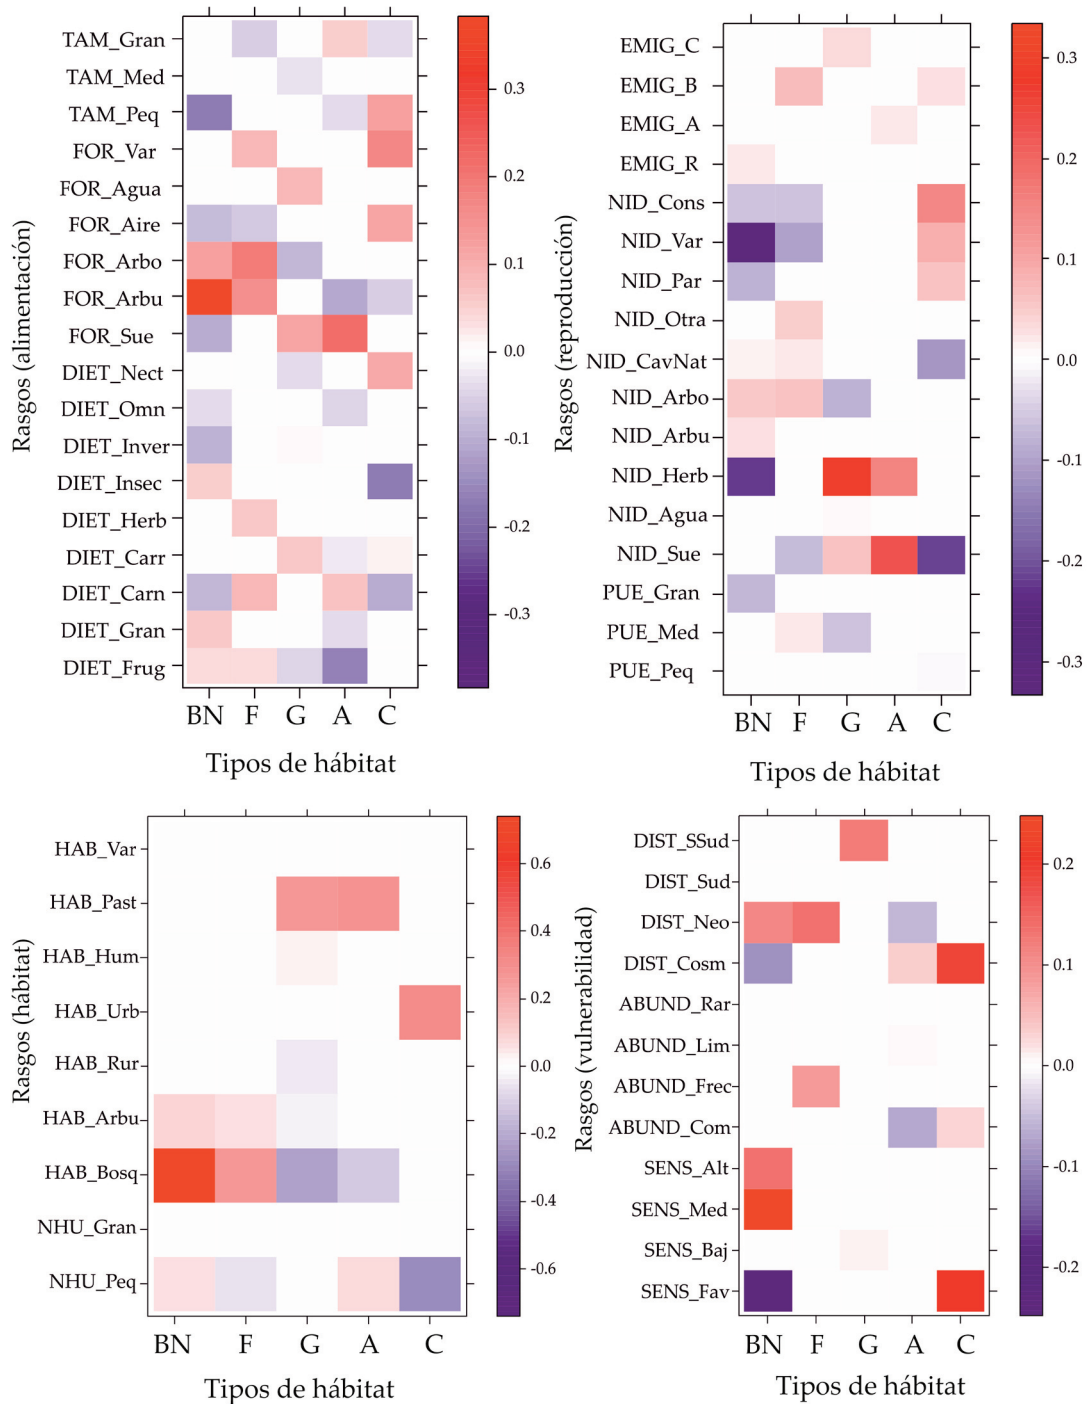 Rasgos (alimentación)
TAM_Gran
TAM_Med
TAM_Peq
FOR_Var
FOR_Agua
FOR_Aire
FOR_Arbo
FOR_Arbu
FOR_Sue
DIET_Nect
DIET_Omn
DIET_Inver
DIET_Insec
DIET_Herb
DIET_Carr
DIET_Carn
DIET_Gran
DIET_Frug
BN F G A C
Tipos de hábitat
0.3
0.2
0.1
0.0
-0.1
-0.2
-0.3
Rasgos (reproducción)
EMIG_C
EMIG_B
EMIG_A
EMIG_R
NID_Cons
NID_Var
NID_Par
NID_Otra
NID_CavNat
NID_Arbo
NID_Arbu
NID_Herb
NID_Agua
NID_Sue
PUE_Gran
PUE_Med
PUE_Peq
BN F G A C
Tipos de hábitat
0.3
0.2
0.1
0.0
-0.1
-0.2
-0.3
Rasgos (hábitat)
HAB_Var
HAB_Past
HAB_Hum
HAB_Urb
HAB_Rur
HAB_Arbu
HAB_Bosq
NHU_Gran
NHU_Peq
BN F G A C
Tipos de hábitat
0.6
0.4
0.2
0.0
-0.2
-0.4
-0.6
Rasgos (vulnerabilidad)
DIST_SSud
DIST_Sud
DIST_Neo
DIST_Cosm
ABUND_Rar
ABUND_Lim
ABUND_Frec
ABUND_Com
SENS_Alt
SENS_Med
SENS_Baj
SENS_Fav
BN F G A C
Tipos de hábitat
0.2
0.1
0.0
-0.1
-0.2